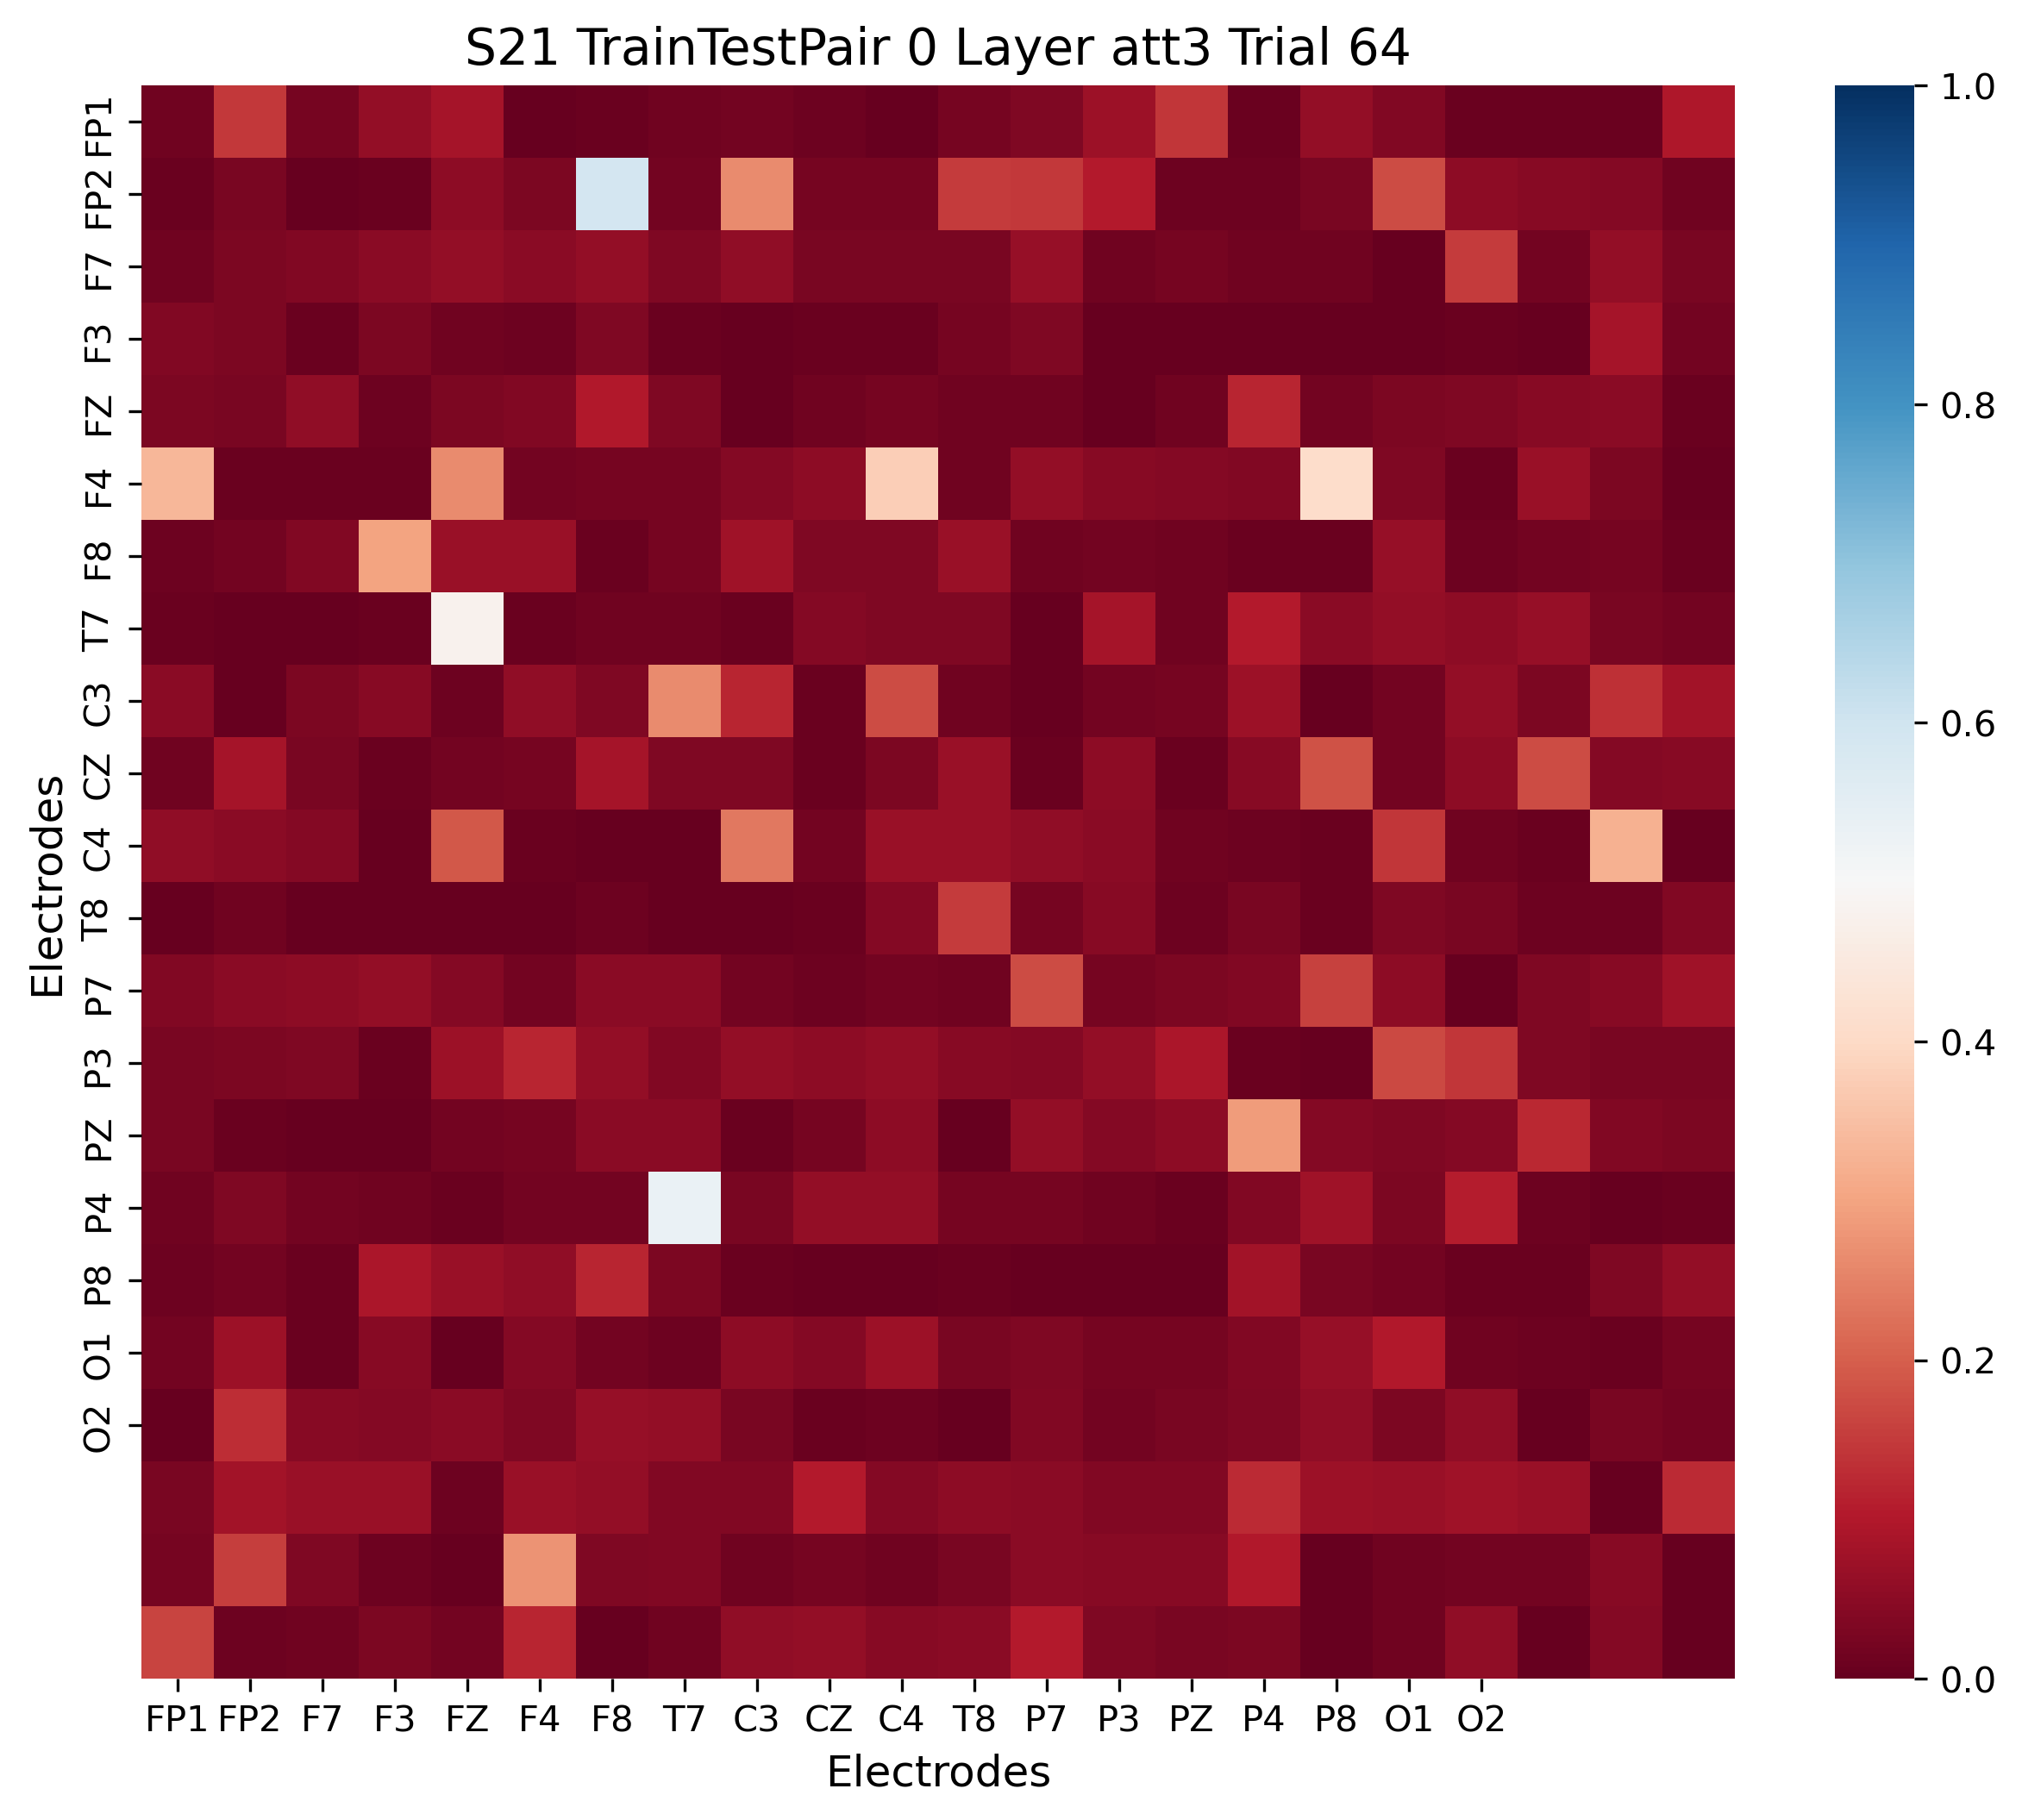 S21 TrainTestPair 0 Layer att3 Trial 64
Electrodes
FP1
FP2
F7
F3
FZ
F4
F8
T7
C3
CZ
C4
T8
P7
P3
PZ
P4
P8
O1
O2
1.0
0.8
0.6
0.4
0.2
0.0
FP1 FP2 F7 F3 FZ F4 F8 T7 C3 CZ C4 T8 P7 P3 PZ P4 P8 O1 O2
Electrodes